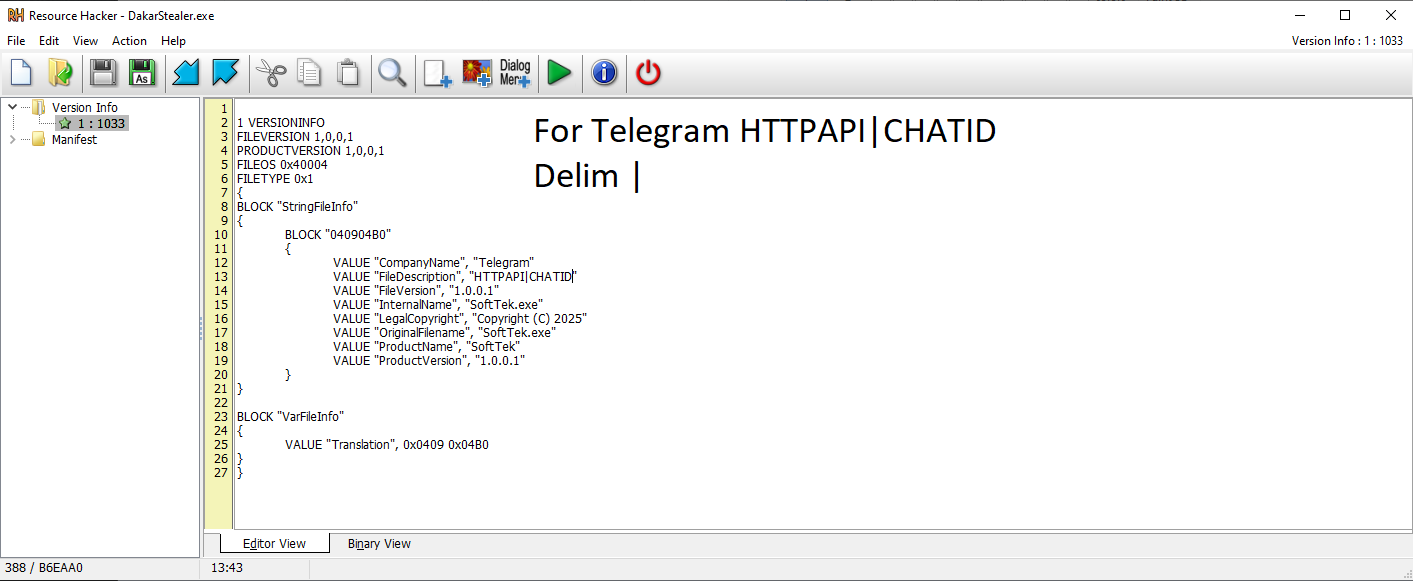 Resource Hacker - DakarStealer.exe
File Edit View Action Help
Version Info : 1 : 1033
As
Dialog
Menu
Version Info
1 : 1033
Manifest
1
2 1 VERSIONINFO
3 FILEVERSION 1,0,0,1
4 PRODUCTVERSION 1,0,0,1
5 FILEOS 0x40004
6 FILETYPE 0x1
7 {
8 BLOCK "StringFileInfo"
9 {
10 BLOCK "040904B0"
11 {
12 VALUE "CompanyName", "Telegram"
13 VALUE "FileDescription", "HTTPAPI|CHATID"
14 VALUE "FileVersion", "1.0.0.1"
15 VALUE "InternalName", "SoftTek.exe"
16 VALUE "LegalCopyright", "Copyright (C) 2025"
17 VALUE "OriginalFilename", "SoftTek.exe"
18 VALUE "ProductName", "SoftTek"
19 VALUE "ProductVersion", "1.0.0.1"
20 }
21 }
22
23 BLOCK "VarFileInfo"
24 {
25 VALUE "Translation", 0x0409 0x04B0
26 }
27 }
For Telegram HTTPAPI|CHATID
Delim |
Editor View Binary View
388 / B6EAA0 13:43